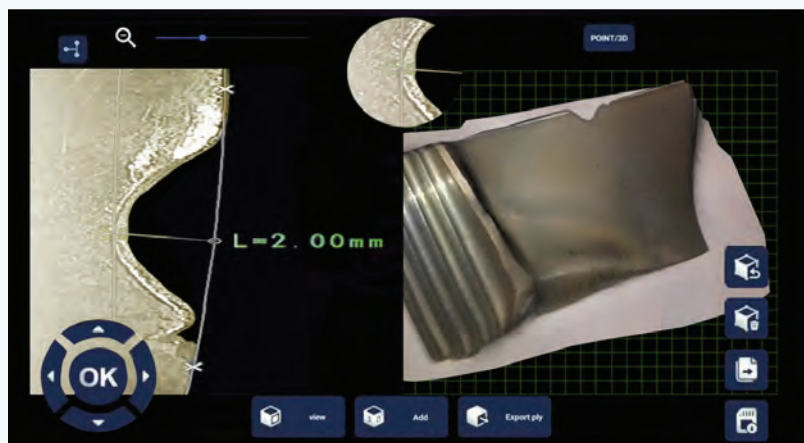 POINT/3D
L=2.00mm
OK
view
Add
Export ply